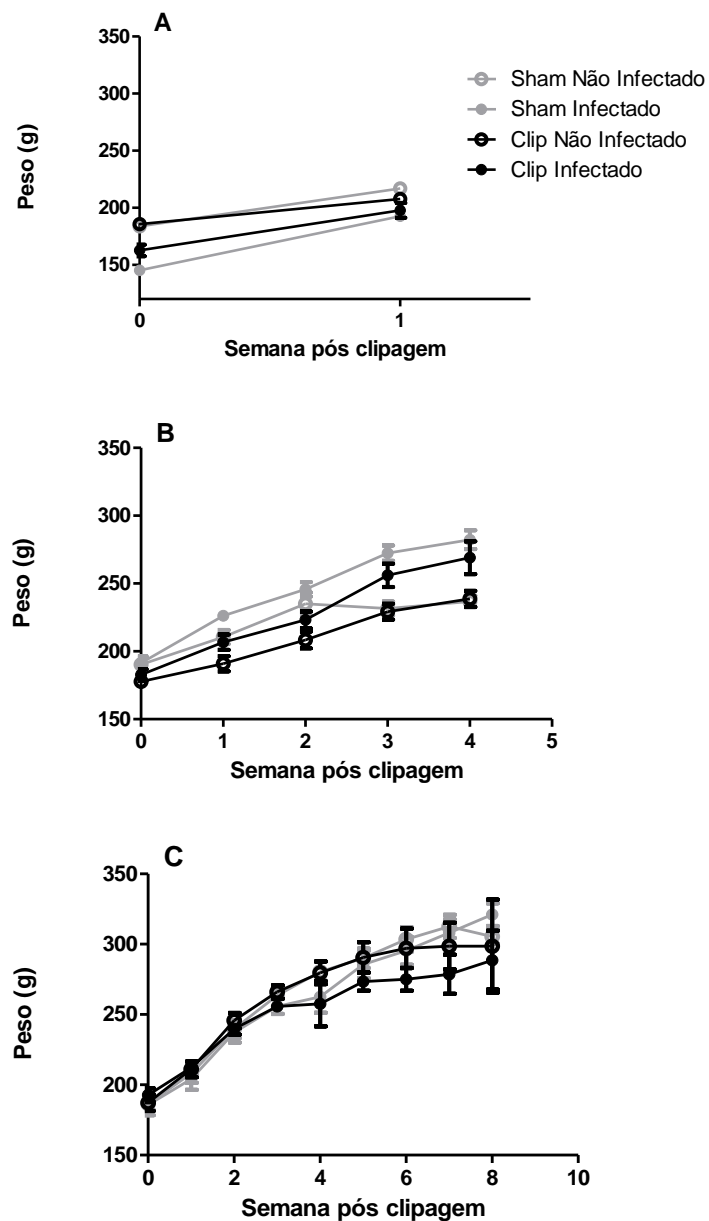 A
350
300
250
200
150
Peso (g)
0
1
Semana pós clipagem
Sham Não Infectado
Sham Infectado
Clip Não Infectado
Clip Infectado
B
350
300
250
200
150
Peso (g)
0 1 2 3 4 5
Semana pós clipagem
C
350
300
250
200
150
Peso (g)
0 2 4 6 8 10
Semana pós clipagem